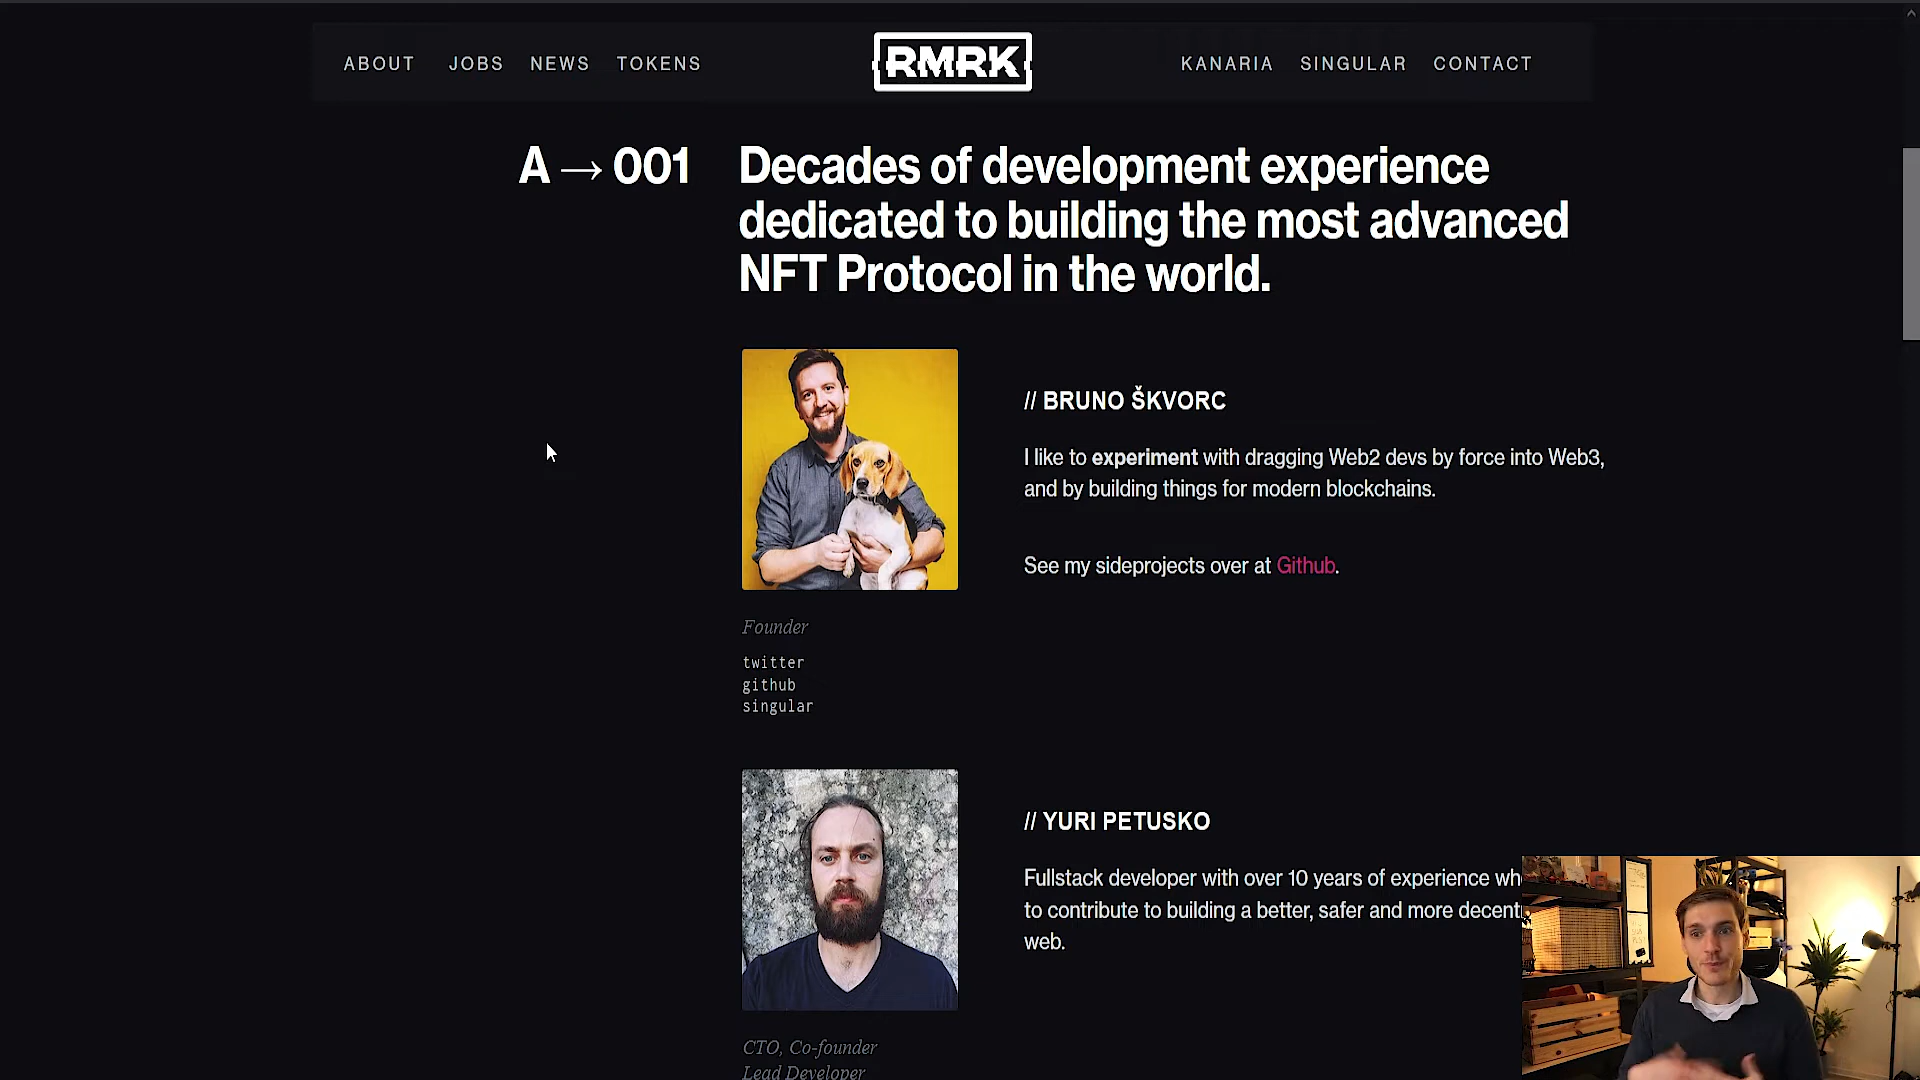 ABOUT JOBS NEWS TOKENS RMRK KANARIA SINGULAR CONTACT
A → 001
Decades of development experience
dedicated to building the most advanced
NFT Protocol in the world.
// BRUNO ŠKVORC
I like to experiment with dragging Web2 devs by force into Web3,
and by building things for modern blockchains.
See my sideprojects over at Github.
Founder
twitter
github
singular
// YURI PETUSKO
Fullstack developer with over 10 years of experience
to contribute to building a better, safer and more
web.
CTO, Co-founder
Lead Developer